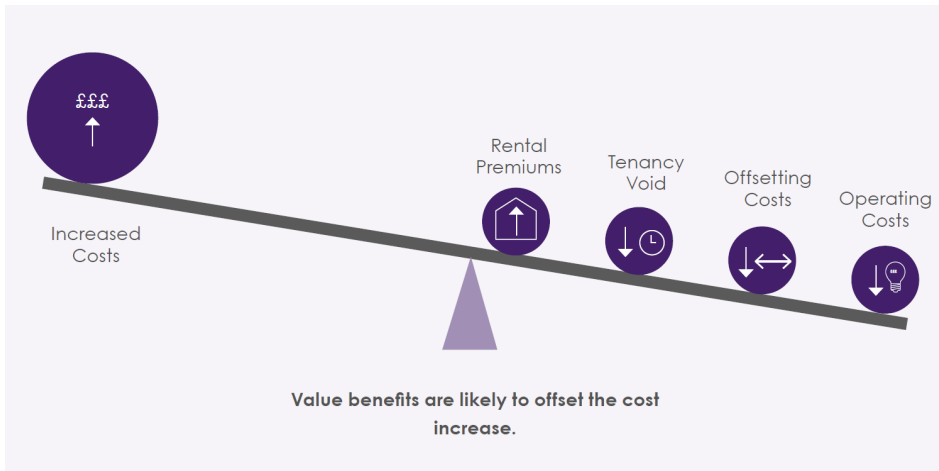 £££
Increased
Costs
Rental
Premiums
Tenancy
Void
Offsetting
Costs
Operating
Costs
Value benefits are likely to offset the cost
increase.